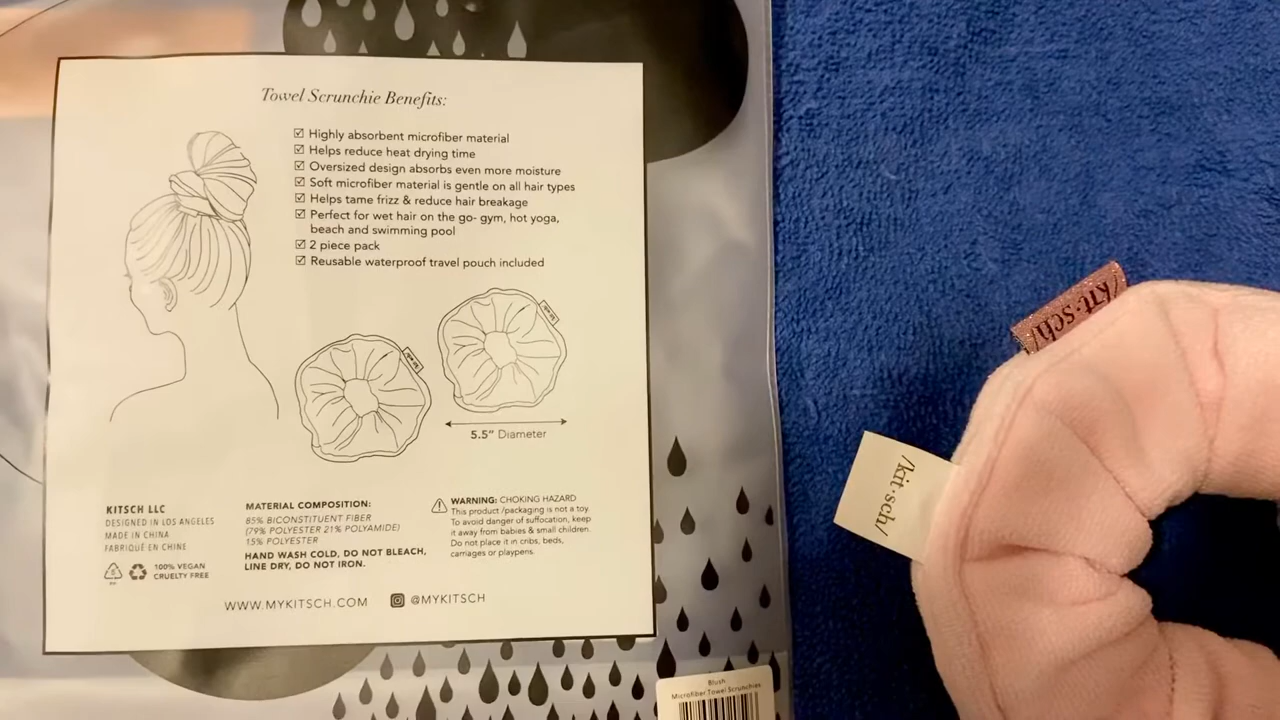 Towel Scrunchie Benefits:
☑ Highly absorbent microfiber material
☑ Helps reduce heat drying time
☑ Oversized design absorbs even more moisture
☑ Soft microfiber material is gentle on all hair types
☑ Helps tame frizz & reduce hair breakage
☑ Perfect for wet hair on the go- gym, hot yoga,
beach and swimming pool
☑ 2 piece pack
☑ Reusable waterproof travel pouch included
5.5" Diameter
KITSCH LLC
DESIGNED IN LOS ANGELES
MADE IN CHINA
FABRIQUÉ EN CHINE
100% VEGAN
CRUELTY FREE
MATERIAL COMPOSITION:
85% BICONSTITUENT FIBER
(79% POLYESTER 21% POLYAMIDE)
15% POLYESTER
HAND WASH COLD, DO NOT BLEACH,
LINE DRY, DO NOT IRON.
WARNING: CHOKING HAZARD
This product /packaging is not a toy.
To avoid danger of suffocation, keep
it away from babies & small children.
Do not place it in cribs, beds,
carriages or playpens.
WWW.MYKITSCH.COM @MYKITSCH
Blush
Microfiber Towel Scrunchies
/kit·sch/
/kit·sch/